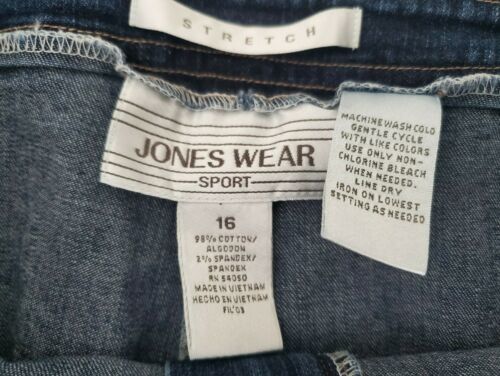 STRETCH
JONES WEAR
SPORT
16
98% COTTON/
ALGODON
2% SPANDEX/
SPANDEX
RN 54050
MADE IN VIETNAM
HECHO EN VIETNAM
FIL'03
MACHINE WASH COLD
GENTLE CYCLE
WITH LIKE COLORS
USE ONLY NON-
CHLORINE BLEACH
WHEN NEEDED.
LINE DRY
IRON ON LOWEST
SETTING AS NEEDED